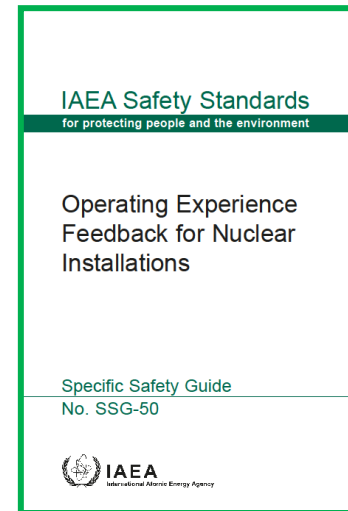 IAEA Safety Standards
for protecting people and the environment
Operating Experience
Feedback for Nuclear
Installations
Specific Safety Guide
No. SSG-50
IAEA
International Atomic Energy Agency